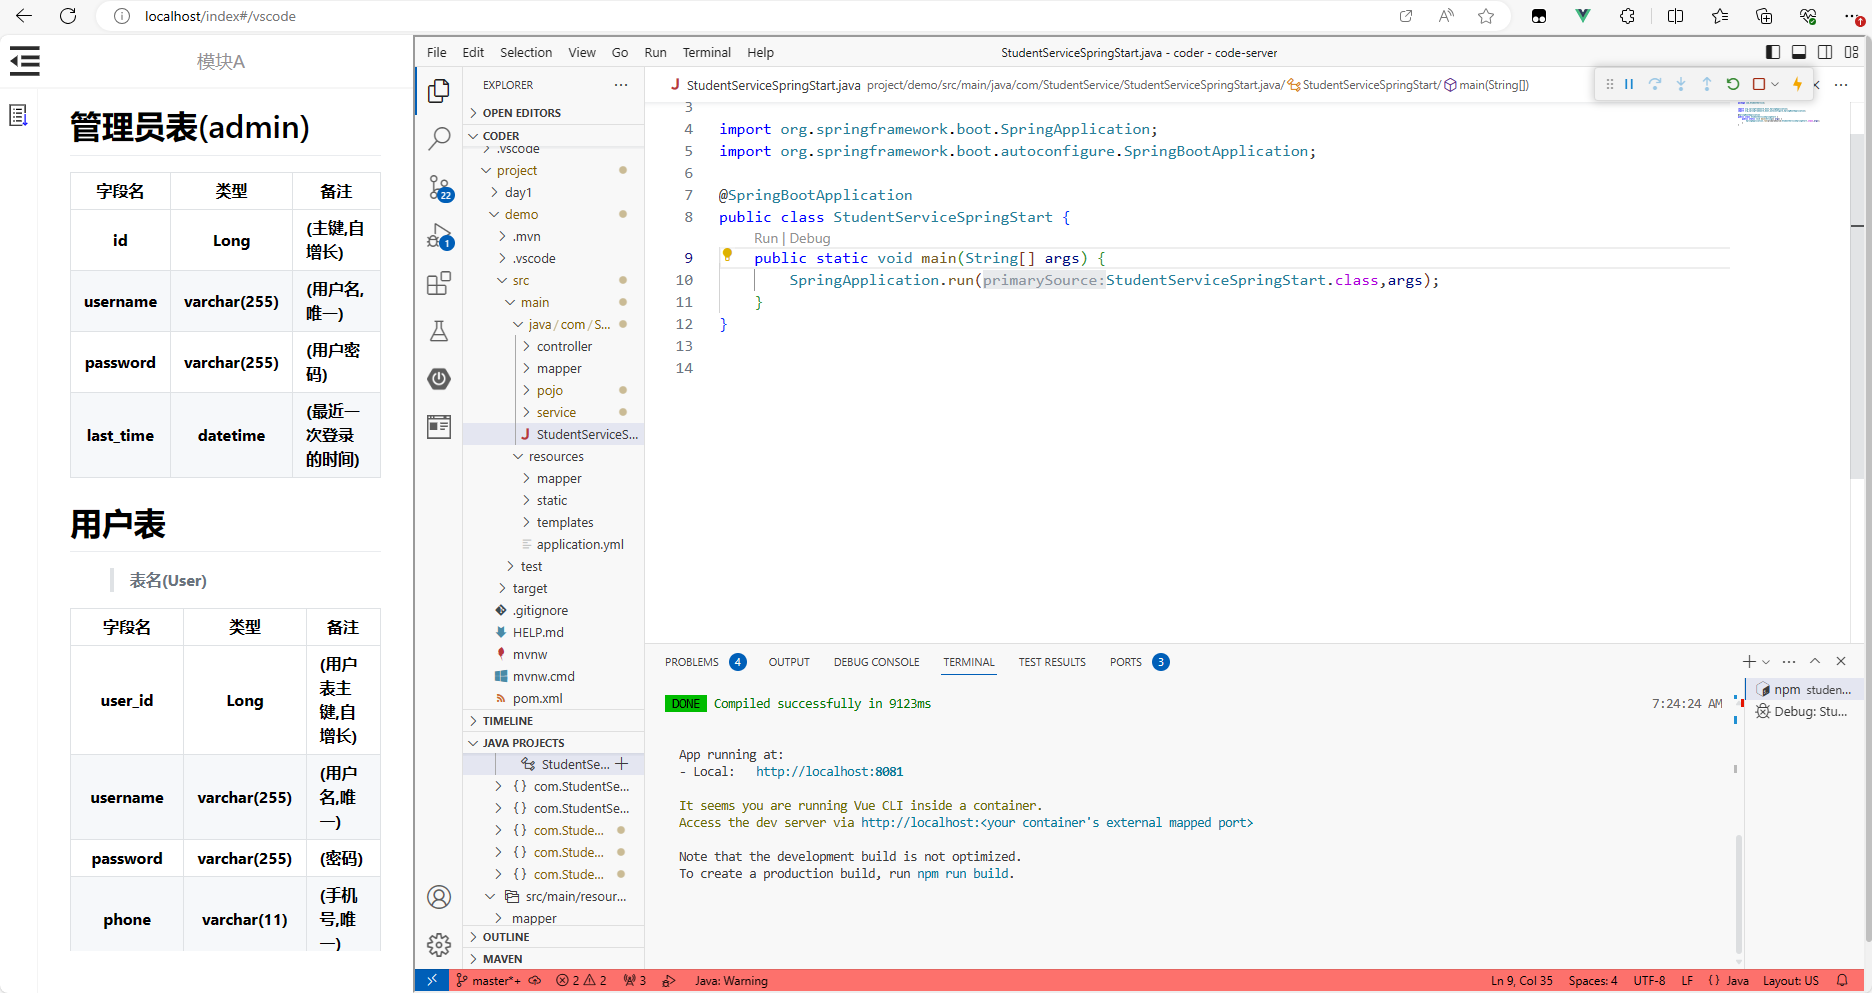 localhost/index#/vscode
模块A
管理员表(admin)
字段名 类型 备注
id Long (主键,自增长)
username varchar(255) (用户名,唯一)
password varchar(255) (用户密码)
last_time datetime (最近一次登录的时间)
用户表
表名(User)
字段名 类型 备注
user_id Long (用户表主键,自增长)
username varchar(255) (用户名,唯一)
password varchar(255) (密码)
phone varchar(11) (手机号,唯一)
File Edit Selection View Go Run Terminal Help
StudentServiceSpringStart.java - coder - code-server
EXPLORER
OPEN EDITORS
CODER
.vscode
project
day1
demo
.mvn
.vscode
src
main
java / com / S...
controller
mapper
pojo
service
StudentServiceS...
resources
mapper
static
templates
application.yml
test
target
.gitignore
HELP.md
mvnw
mvnw.cmd
pom.xml
TIMELINE
JAVA PROJECTS
StudentSe...
{} com.StudentSe...
{} com.StudentSe...
{} com.Stude...
{} com.Stude...
{} com.Stude...
src/main/resour...
mapper
OUTLINE
MAVEN
22
1
StudentServiceSpringStart.java project/demo/src/main/java/com/StudentService/StudentServiceSpringStart.java/ StudentServiceSpringStart/ main(String[])
3
4 import org.springframework.boot.SpringApplication;
5 import org.springframework.boot.autoconfigure.SpringBootApplication;
6
7 @SpringBootApplication
8 public class StudentServiceSpringStart {
Run | Debug
9 public static void main(String[] args) {
10 SpringApplication.run(primarySource:StudentServiceSpringStart.class,args);
11 }
12 }
13
14
PROBLEMS 4 OUTPUT DEBUG CONSOLE TERMINAL TEST RESULTS PORTS 3
DONE Compiled successfully in 9123ms 7:24:24 AM
App running at:
- Local: http://localhost:8081
It seems you are running Vue CLI inside a container.
Access the dev server via http://localhost:<your container's external mapped port>
Note that the development build is not optimized.
To create a production build, run npm run build.
npm studen...
Debug: Stu...
master*+ 2 2 3 Java: Warning Ln 9, Col 35 Spaces: 4 UTF-8 LF {} Java Layout: US